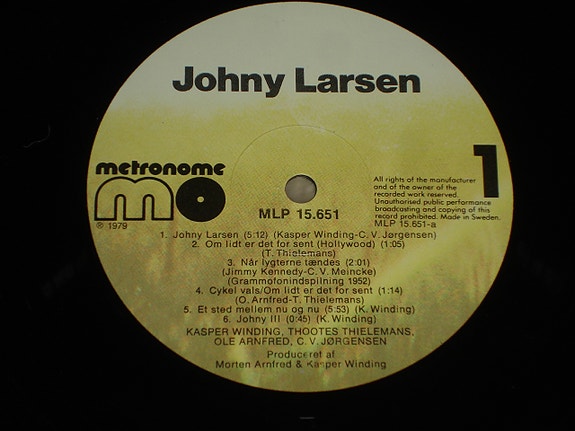 Johny Larsen
metronome
mo
℗ 1979
MLP 15.651
1
All rights of the manufacturer
and of the owner of the
recorded work reserved.
Unauthorised public performance
broadcasting and copying of this
record prohibited. Made in Sweden.
MLP 15.651-a
1. Johny Larsen (5:12) (Kasper Winding-C. V. Jørgensen)
2. Om lidt er det for sent (Hollywood) (1:05)
(T. Thielemans)
3. Når lygterne tændes (2:01)
(Jimmy Kennedy-C. V. Meincke)
(Grammofonindspilning 1952)
4. Cykel vals/Om lidt er det for sent (1:14)
(O. Arnfred-T. Thielemans)
5. Et sted mellem nu og nu (5:53) (K. Winding)
6. Johny III (0:45) (K. Winding)
KASPER WINDING, THOOTES THIELEMANS,
OLE ARNFRED, C. V. JØRGENSEN
Produceret af
Morten Arnfred & Kasper Winding